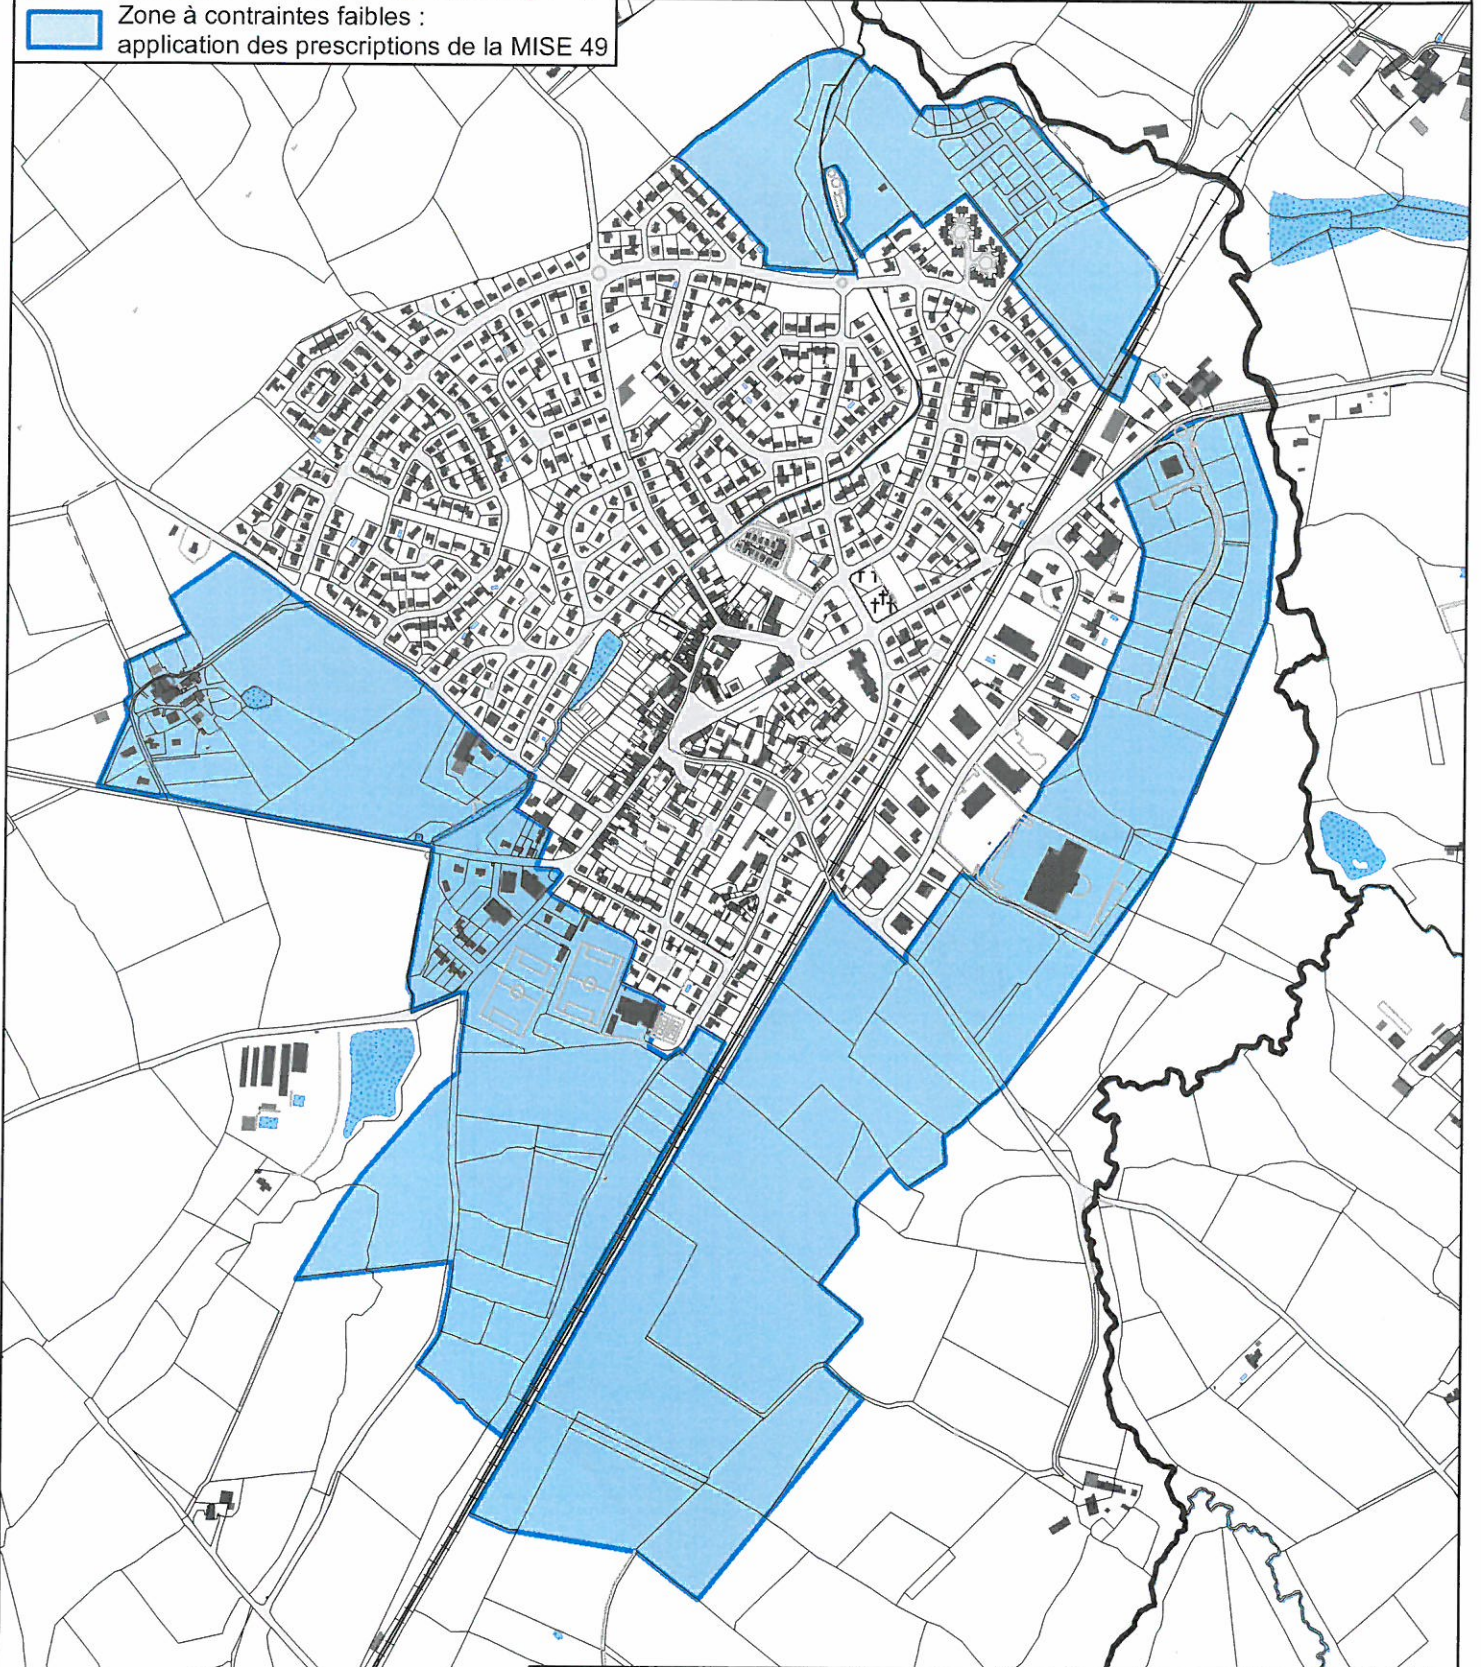 Zone à contraintes faibles :
application des prescriptions de la MISE 49